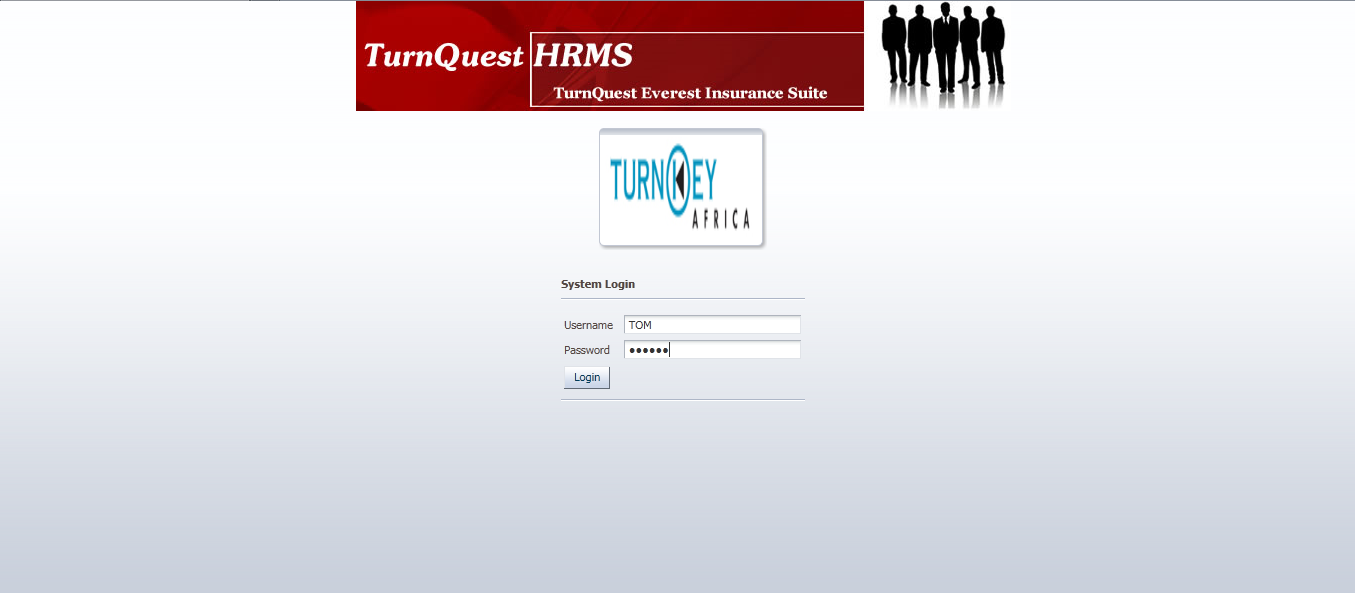 TurnQuest HRMS
TurnQuest Everest Insurance Suite
TURNKEY
AFRICA
System Login
Username TOM
Password ••••••
Login